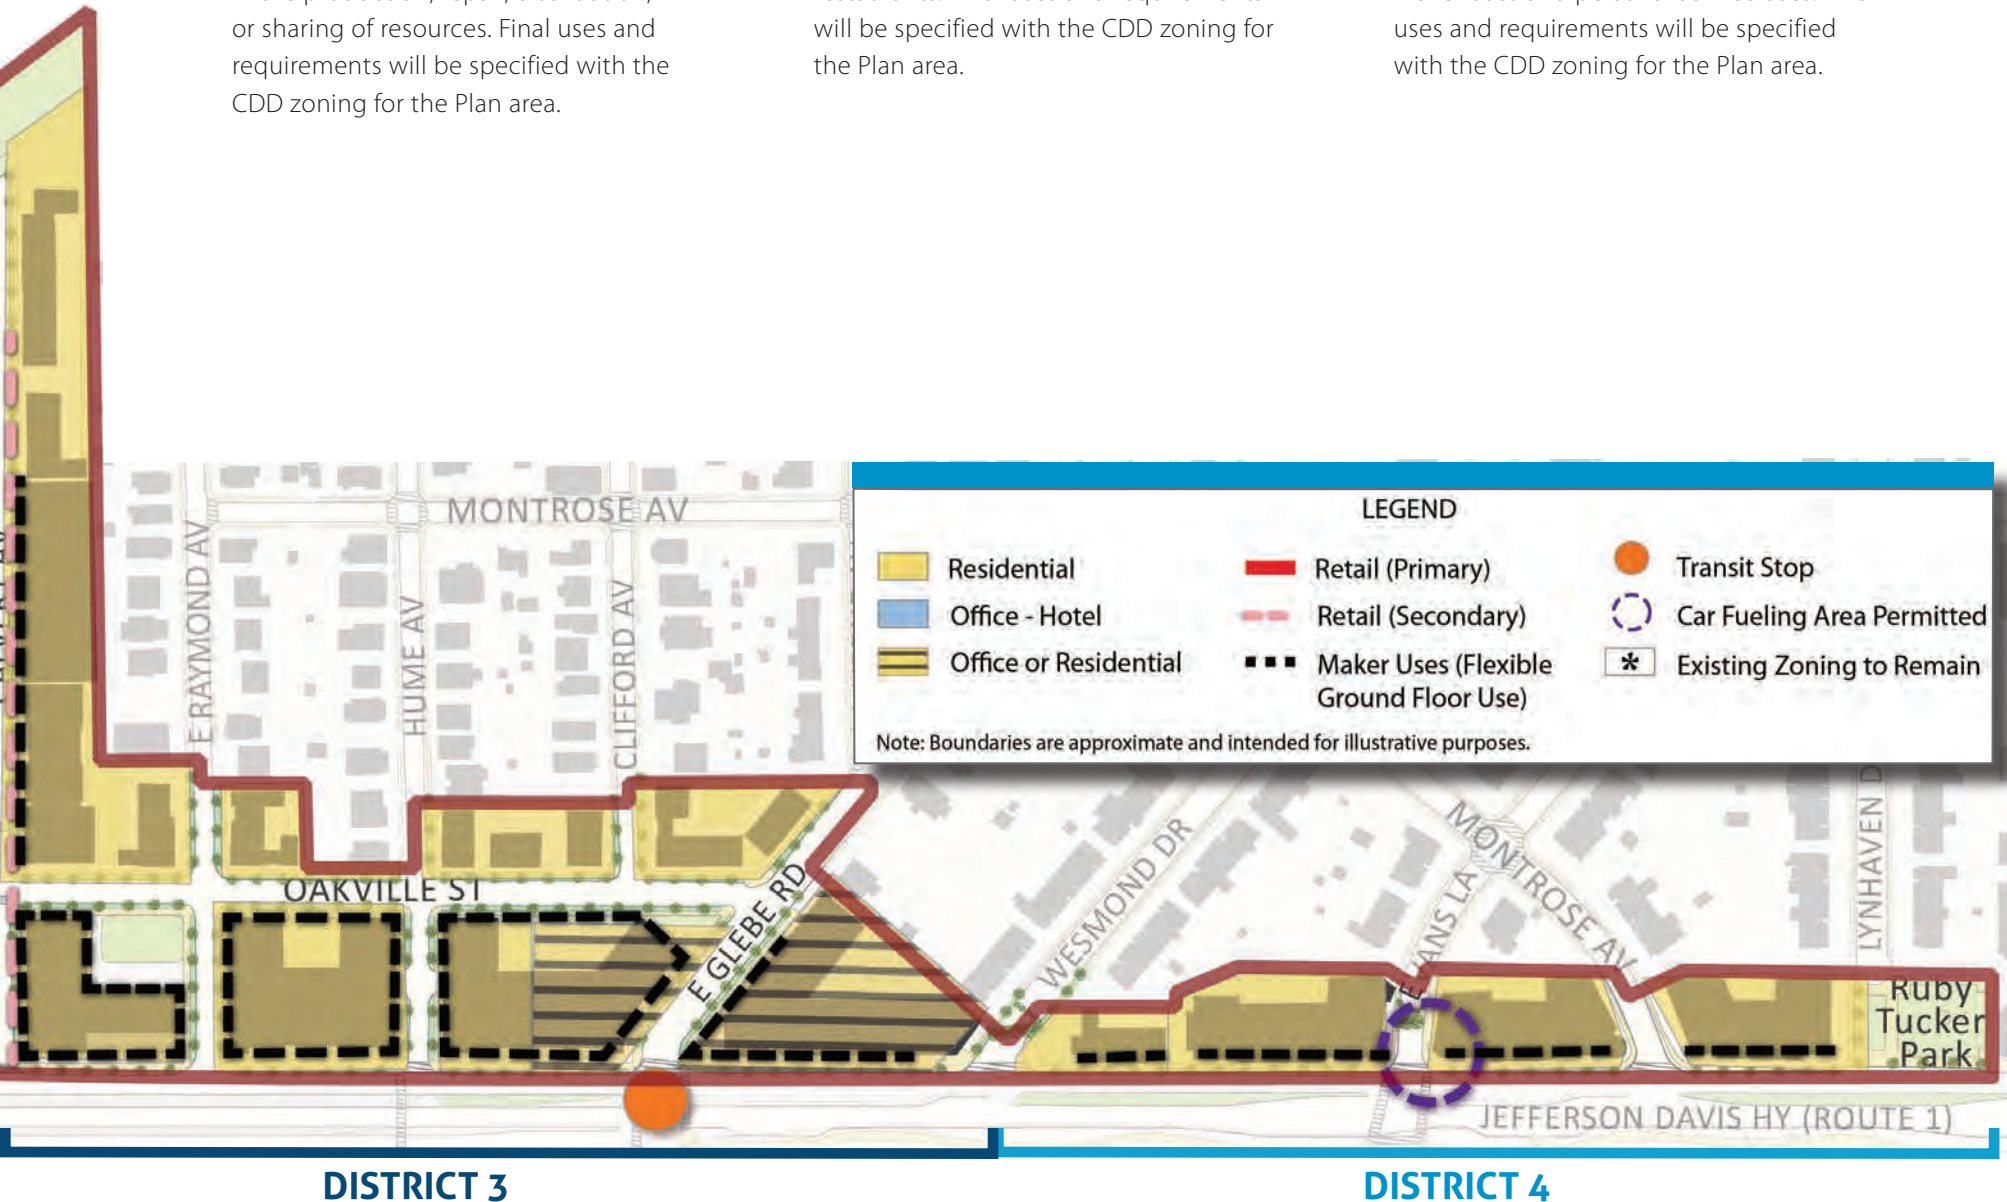 or sharing of resources. Final uses and
requirements will be specified with the
CDD zoning for the Plan area.
will be specified with the CDD zoning for
the Plan area.
uses and requirements will be specified
with the CDD zoning for the Plan area.
MONTROSE AV
E RAYMOND AV
HUME AV
CLIFFORD AV
LEGEND
Residential
Office - Hotel
Office or Residential
Retail (Primary)
Retail (Secondary)
Maker Uses (Flexible
Ground Floor Use)
Transit Stop
Car Fueling Area Permitted
* Existing Zoning to Remain
Note: Boundaries are approximate and intended for illustrative purposes.
OAKVILLE ST
E GLEBE RD
WESMOND DR
EVANS LA
MONTROSE AV
LYNHAVEN D
Ruby
Tucker
Park
JEFFERSON DAVIS HY (ROUTE 1)
DISTRICT 3
DISTRICT 4